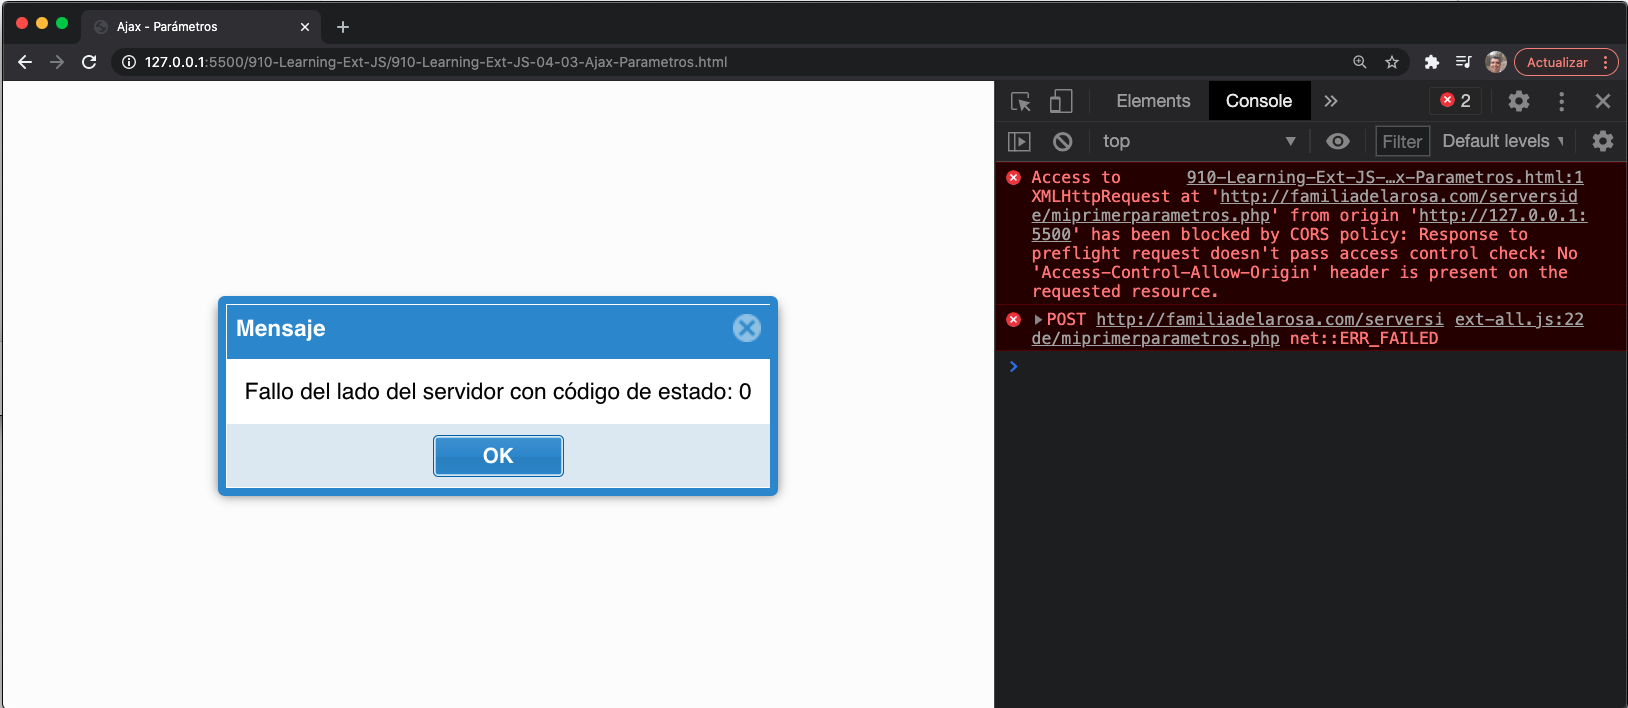 Ajax - Parámetros
127.0.0.1:5500/910-Learning-Ext-JS/910-Learning-Ext-JS-04-03-Ajax-Parametros.html
Actualizar
Elements
Console
2
top
Filter
Default levels
Access to 910-Learning-Ext-JS-…x-Parametros.html:1
XMLHttpRequest at 'http://familiadelarosa.com/serversid
e/miprimerparametros.php' from origin 'http://127.0.0.1:
5500' has been blocked by CORS policy: Response to
preflight request doesn't pass access control check: No
'Access-Control-Allow-Origin' header is present on the
requested resource.
POST http://familiadelarosa.com/serversi ext-all.js:22
de/miprimerparametros.php net::ERR_FAILED
Mensaje
Fallo del lado del servidor con código de estado: 0
OK